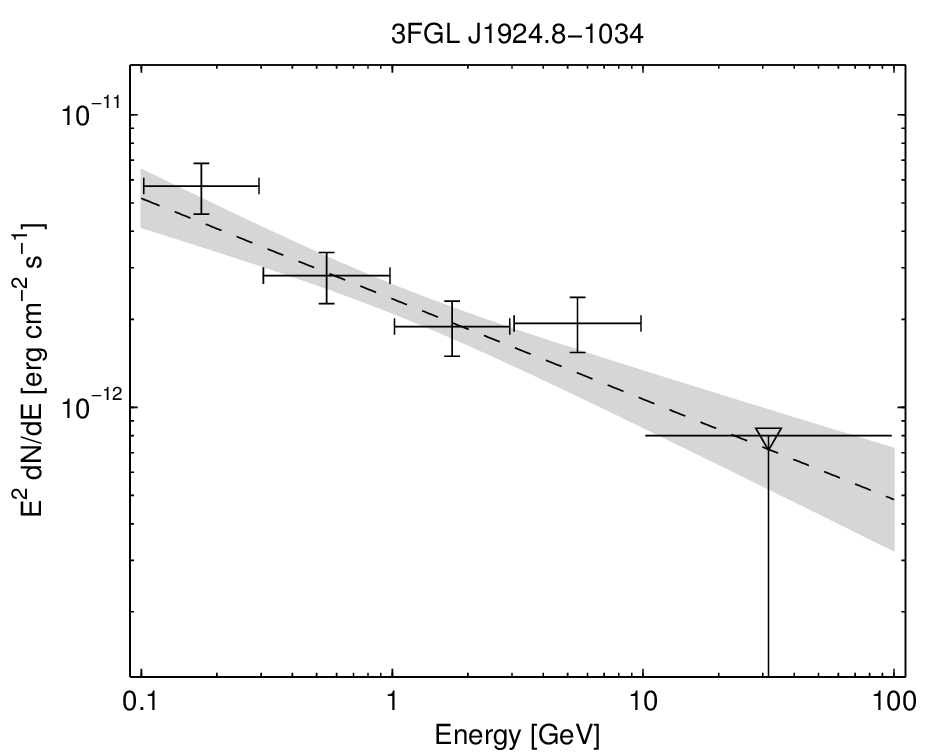 3FGL J1924.8−1034
10⁻¹¹
10⁻¹²
E² dN/dE [erg cm⁻² s⁻¹]
0.1 1 10 100
Energy [GeV]